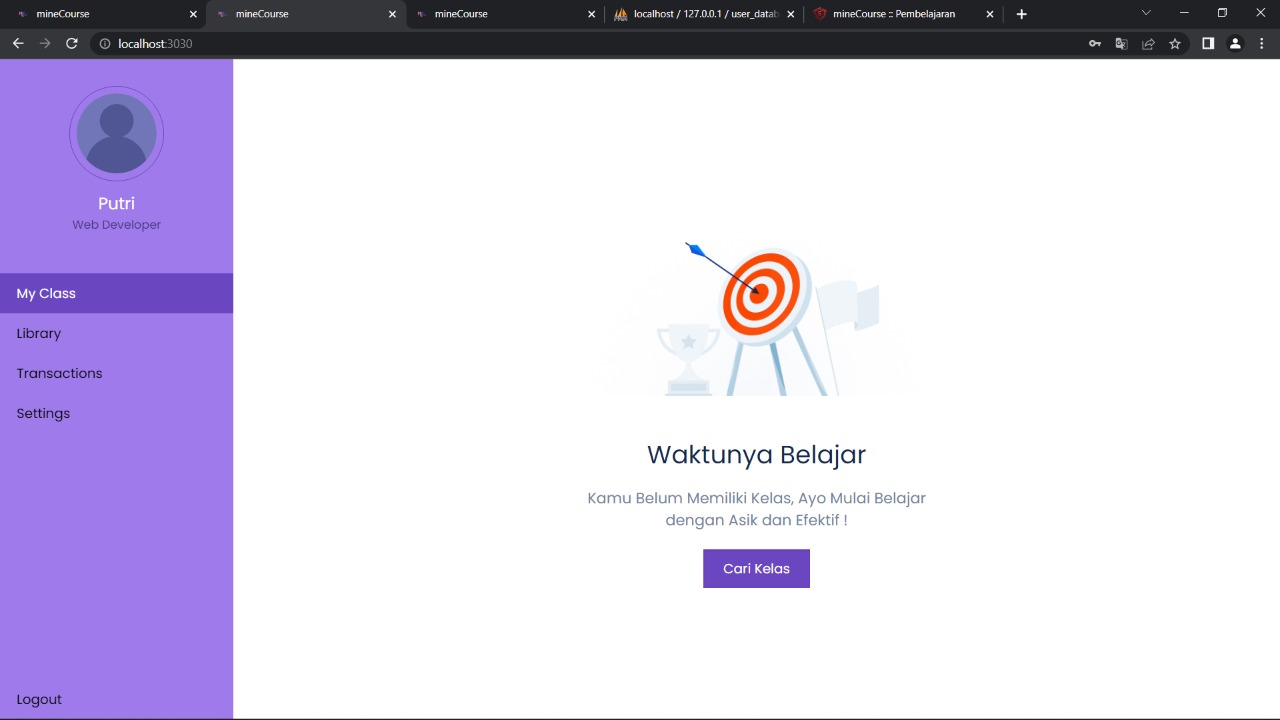 mineCourse
mineCourse
mineCourse
localhost / 127.0.0.1 / user_datab
mineCourse :: Pembelajaran
localhost:3030
Putri
Web Developer
My Class
Library
Transactions
Settings
Logout
Waktunya Belajar
Kamu Belum Memiliki Kelas, Ayo Mulai Belajar
dengan Asik dan Efektif !
Cari Kelas